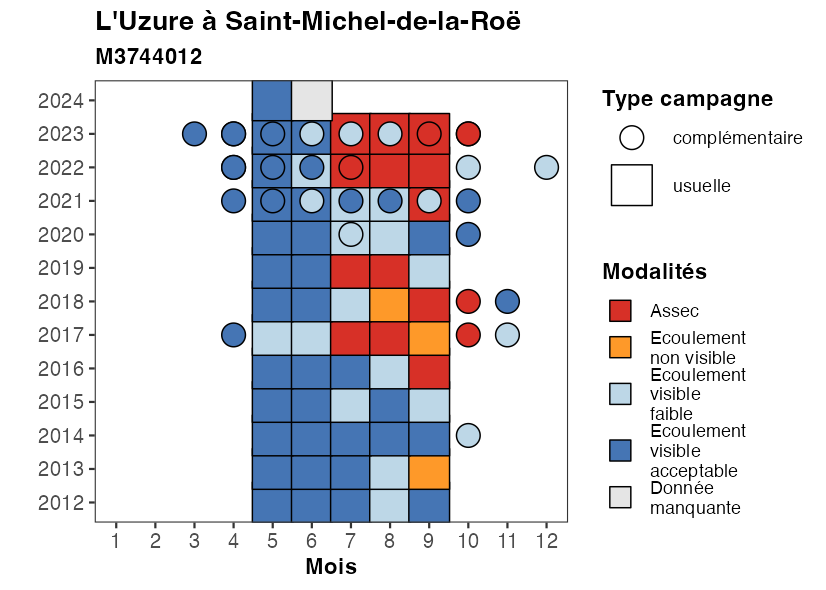 L'Uzure à Saint-Michel-de-la-Roë
M3744012
2024
2023
2022
2021
2020
2019
2018
2017
2016
2015
2014
2013
2012
1 2 3 4 5 6 7 8 9 10 11 12
Mois
Type campagne
complémentaire
usuelle
Modalités
Assec
Ecoulement
non visible
Ecoulement
visible
faible
Ecoulement
visible
acceptable
Donnée
manquante